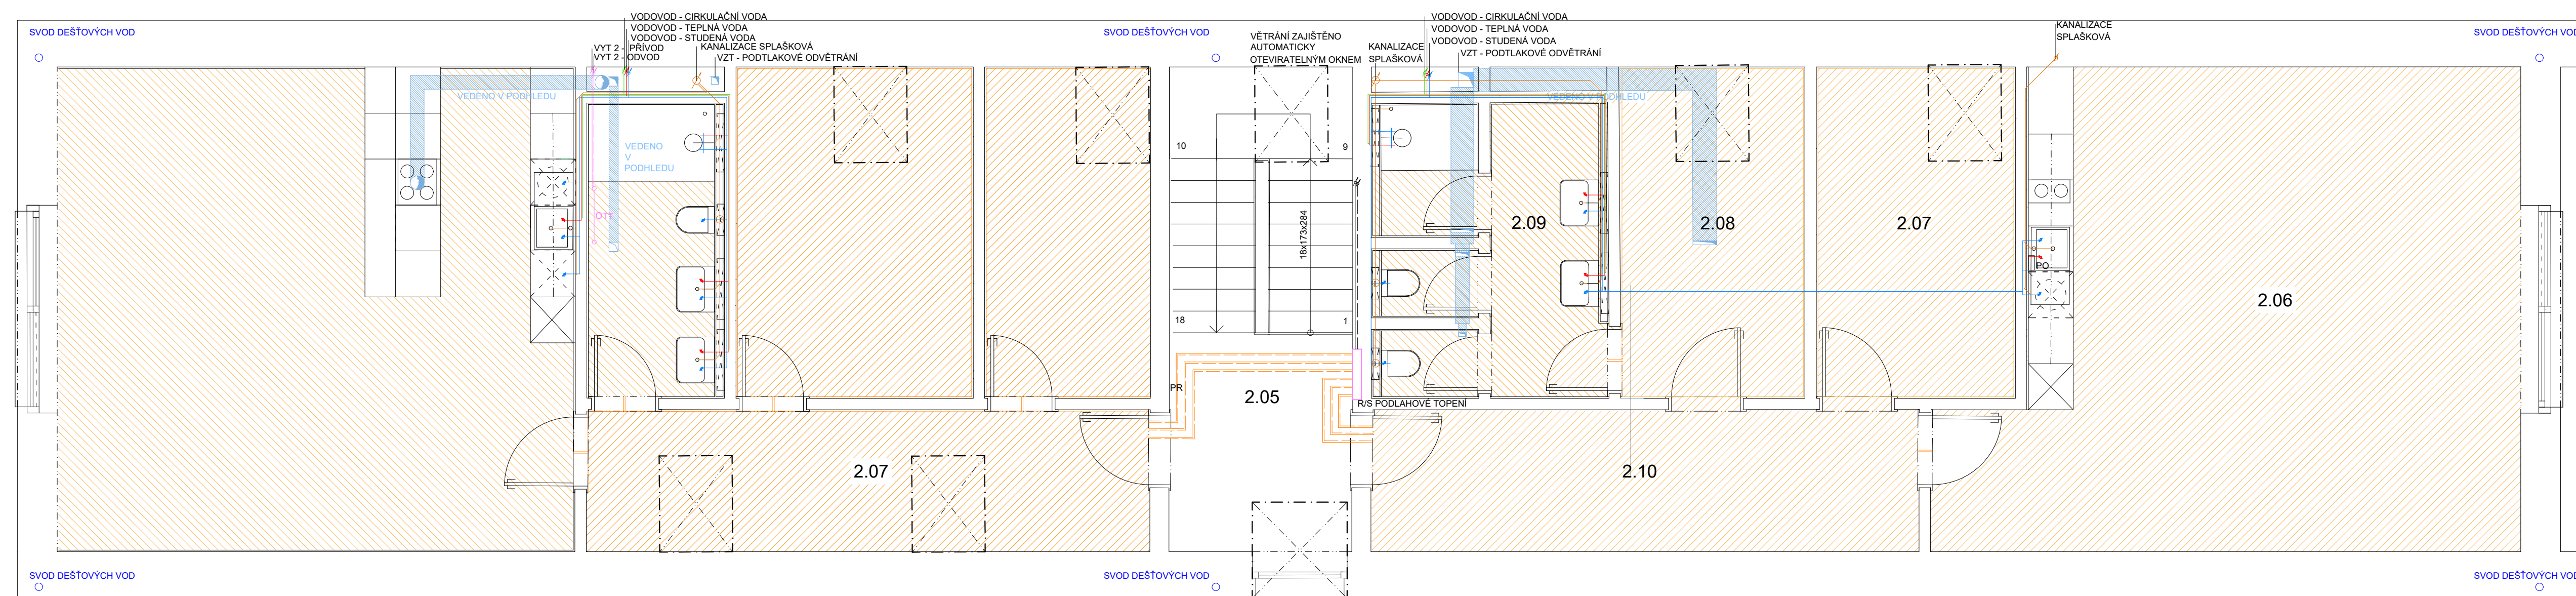 SVOD DEŠŤOVÝCH VOD
VODOVOD - CIRKULAČNÍ VODA
VODOVOD - TEPLNÁ VODA
VODOVOD - STUDENÁ VODA
VYT 2 - PŘÍVOD
VYT 2 - ODVOD
KANALIZACE SPLAŠKOVÁ
VZT - PODTLAKOVÉ ODVĚTRÁNÍ
SVOD DEŠŤOVÝCH VOD
VĚTRÁNÍ ZAJIŠTĚNO
AUTOMATICKY
OTEVIRATELNÝM OKNEM
KANALIZACE
SPLAŠKOVÁ
VODOVOD - CIRKULAČNÍ VODA
VODOVOD - TEPLNÁ VODA
VODOVOD - STUDENÁ VODA
VZT - PODTLAKOVÉ ODVĚTRÁNÍ
KANALIZACE
SPLAŠKOVÁ
SVOD DEŠŤOVÝCH VOD
VEDENO V PODHLEDU
VEDENO V PODHLEDU
VEDENO
V
PODHLEDU
10
9
OTT
18x173x284
2.09
2.08
2.07
PO
2.06
18
1
PR
2.05
R/S PODLAHOVÉ TOPENÍ
2.07
2.10
SVOD DEŠŤOVÝCH VOD
SVOD DEŠŤOVÝCH VOD
SVOD DEŠŤOVÝCH VOD